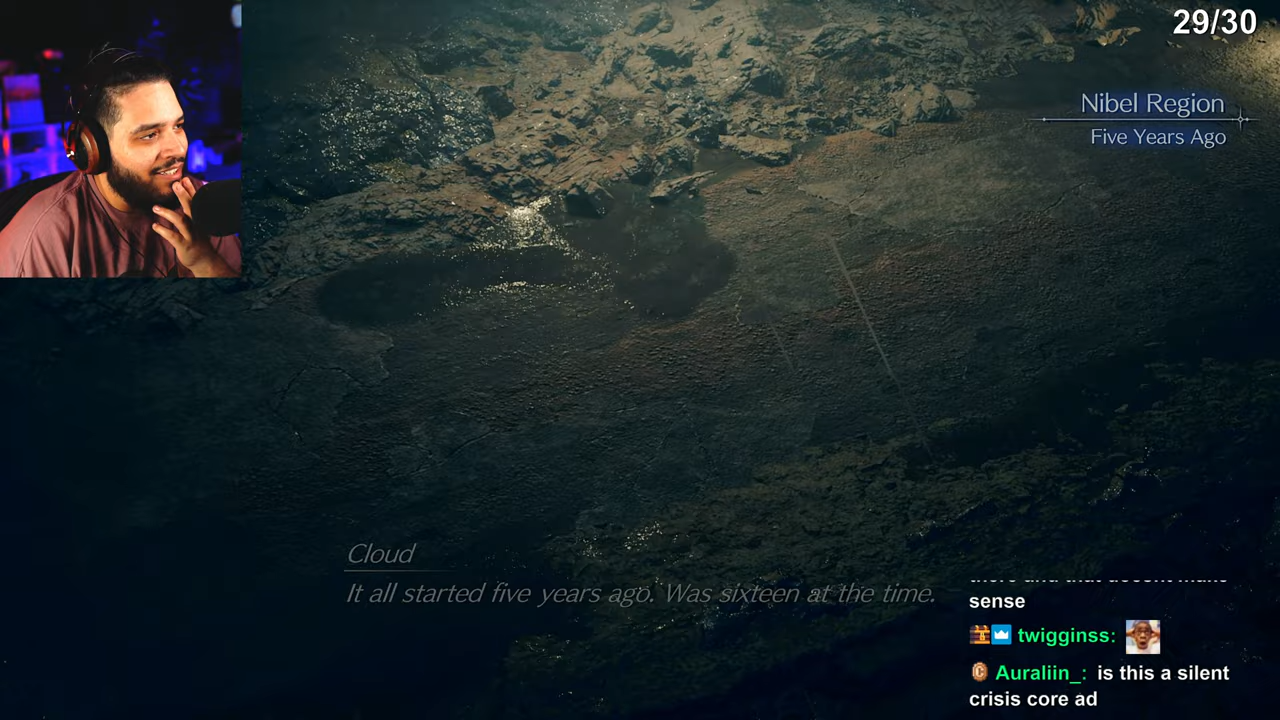 29/30
Nibel Region
Five Years Ago
Cloud
It all started five years ago. Was sixteen at the time.
sense
twigginss:
Auraliin_: is this a silent
crisis core ad